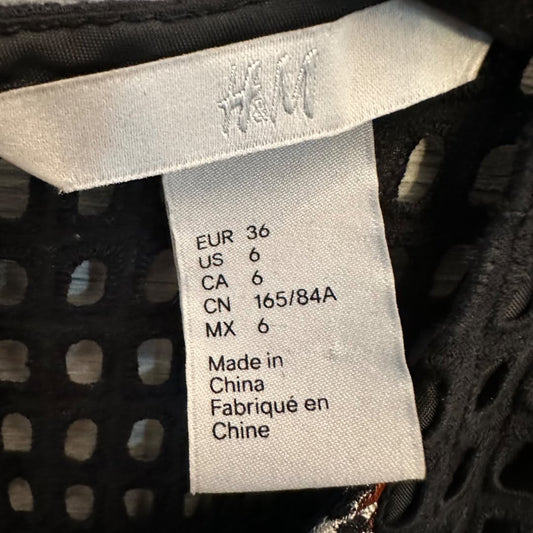 H&M
EUR 36
US 6
CA 6
CN 165/84A
MX 6
Made in
China
Fabriqué en
Chine